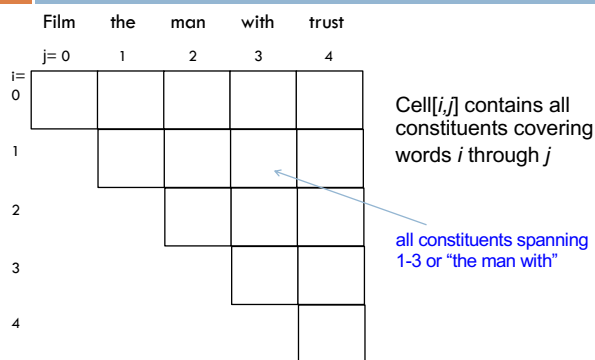 Film the man with trust
j= 0 1 2 3 4
i=
0
1
2
3
4
Cell[i,j] contains all
constituents covering
words i through j
all constituents spanning
1-3 or “the man with”